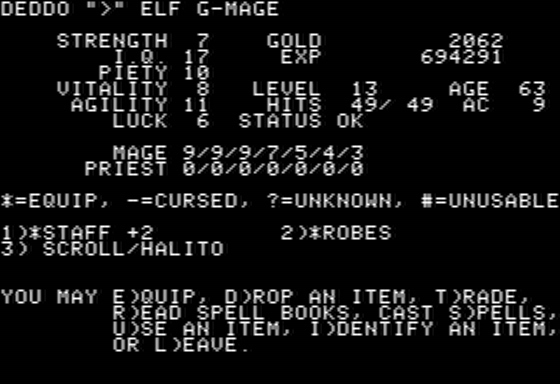 DEDDO ">" ELF G-MAGE
STRENGTH 7 GOLD 2062
I.Q. 17 EXP 694291
PIETY 10
VITALITY 8 LEVEL 13 AGE 63
AGILITY 11 HITS 49/ 49 AC 9
LUCK 6 STATUS OK
MAGE 9/9/9/7/5/4/3
PRIEST 0/0/0/0/0/0/0
*=EQUIP, -=CURSED, ?=UNKNOWN, #=UNUSABLE
1)*STAFF +2 2)*ROBES
3) SCROLL/HALITO
YOU MAY E)QUIP, D)ROP AN ITEM, T)RADE,
R)EAD SPELL BOOKS, CAST S)PELLS,
U)SE AN ITEM, I)DENTIFY AN ITEM,
OR L)EAVE.